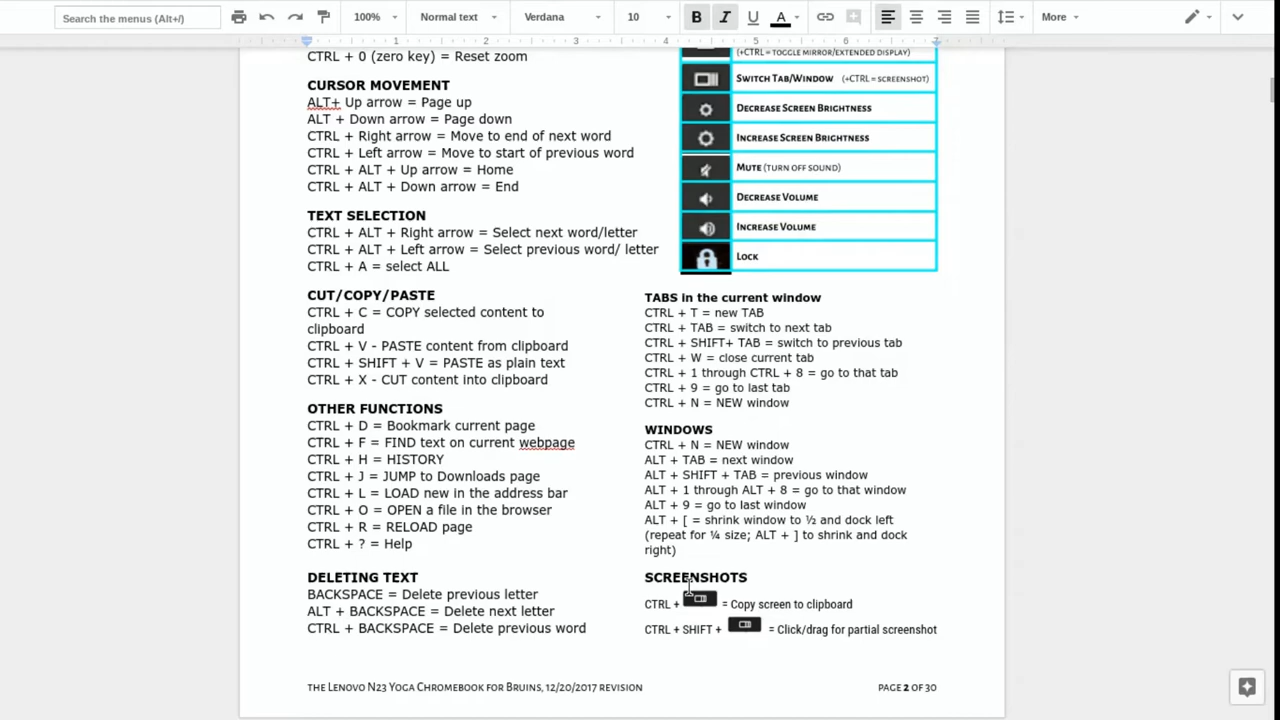 Search the menus (Alt+/)
100%
Normal text
Verdana
10
B I U A
More
1 2 3 4 5 6 7
CTRL + 0 (zero key) = Reset zoom
CURSOR MOVEMENT
ALT+ Up arrow = Page up
ALT + Down arrow = Page down
CTRL + Right arrow = Move to end of next word
CTRL + Left arrow = Move to start of previous word
CTRL + ALT + Up arrow = Home
CTRL + ALT + Down arrow = End
TEXT SELECTION
CTRL + ALT + Right arrow = Select next word/letter
CTRL + ALT + Left arrow = Select previous word/ letter
CTRL + A = select ALL
CUT/COPY/PASTE
CTRL + C = COPY selected content to
clipboard
CTRL + V - PASTE content from clipboard
CTRL + SHIFT + V = PASTE as plain text
CTRL + X - CUT content into clipboard
OTHER FUNCTIONS
CTRL + D = Bookmark current page
CTRL + F = FIND text on current webpage
CTRL + H = HISTORY
CTRL + J = JUMP to Downloads page
CTRL + L = LOAD new in the address bar
CTRL + O = OPEN a file in the browser
CTRL + R = RELOAD page
CTRL + ? = Help
DELETING TEXT
BACKSPACE = Delete previous letter
ALT + BACKSPACE = Delete next letter
CTRL + BACKSPACE = Delete previous word
(+CTRL = TOGGLE MIRROR/EXTENDED DISPLAY)
SWITCH TAB/WINDOW (+CTRL = SCREENSHOT)
DECREASE SCREEN BRIGHTNESS
INCREASE SCREEN BRIGHTNESS
MUTE (TURN OFF SOUND)
DECREASE VOLUME
INCREASE VOLUME
LOCK
TABS in the current window
CTRL + T = new TAB
CTRL + TAB = switch to next tab
CTRL + SHIFT+ TAB = switch to previous tab
CTRL + W = close current tab
CTRL + 1 through CTRL + 8 = go to that tab
CTRL + 9 = go to last tab
CTRL + N = NEW window
WINDOWS
CTRL + N = NEW window
ALT + TAB = next window
ALT + SHIFT + TAB = previous window
ALT + 1 through ALT + 8 = go to that window
ALT + 9 = go to last window
ALT + [ = shrink window to ½ and dock left
(repeat for ¼ size; ALT + ] to shrink and dock
right)
SCREENSHOTS
CTRL + = Copy screen to clipboard
CTRL + SHIFT + = Click/drag for partial screenshot
THE LENOVO N23 YOGA CHROMEBOOK FOR BRUINS, 12/20/2017 REVISION
PAGE 2 OF 30